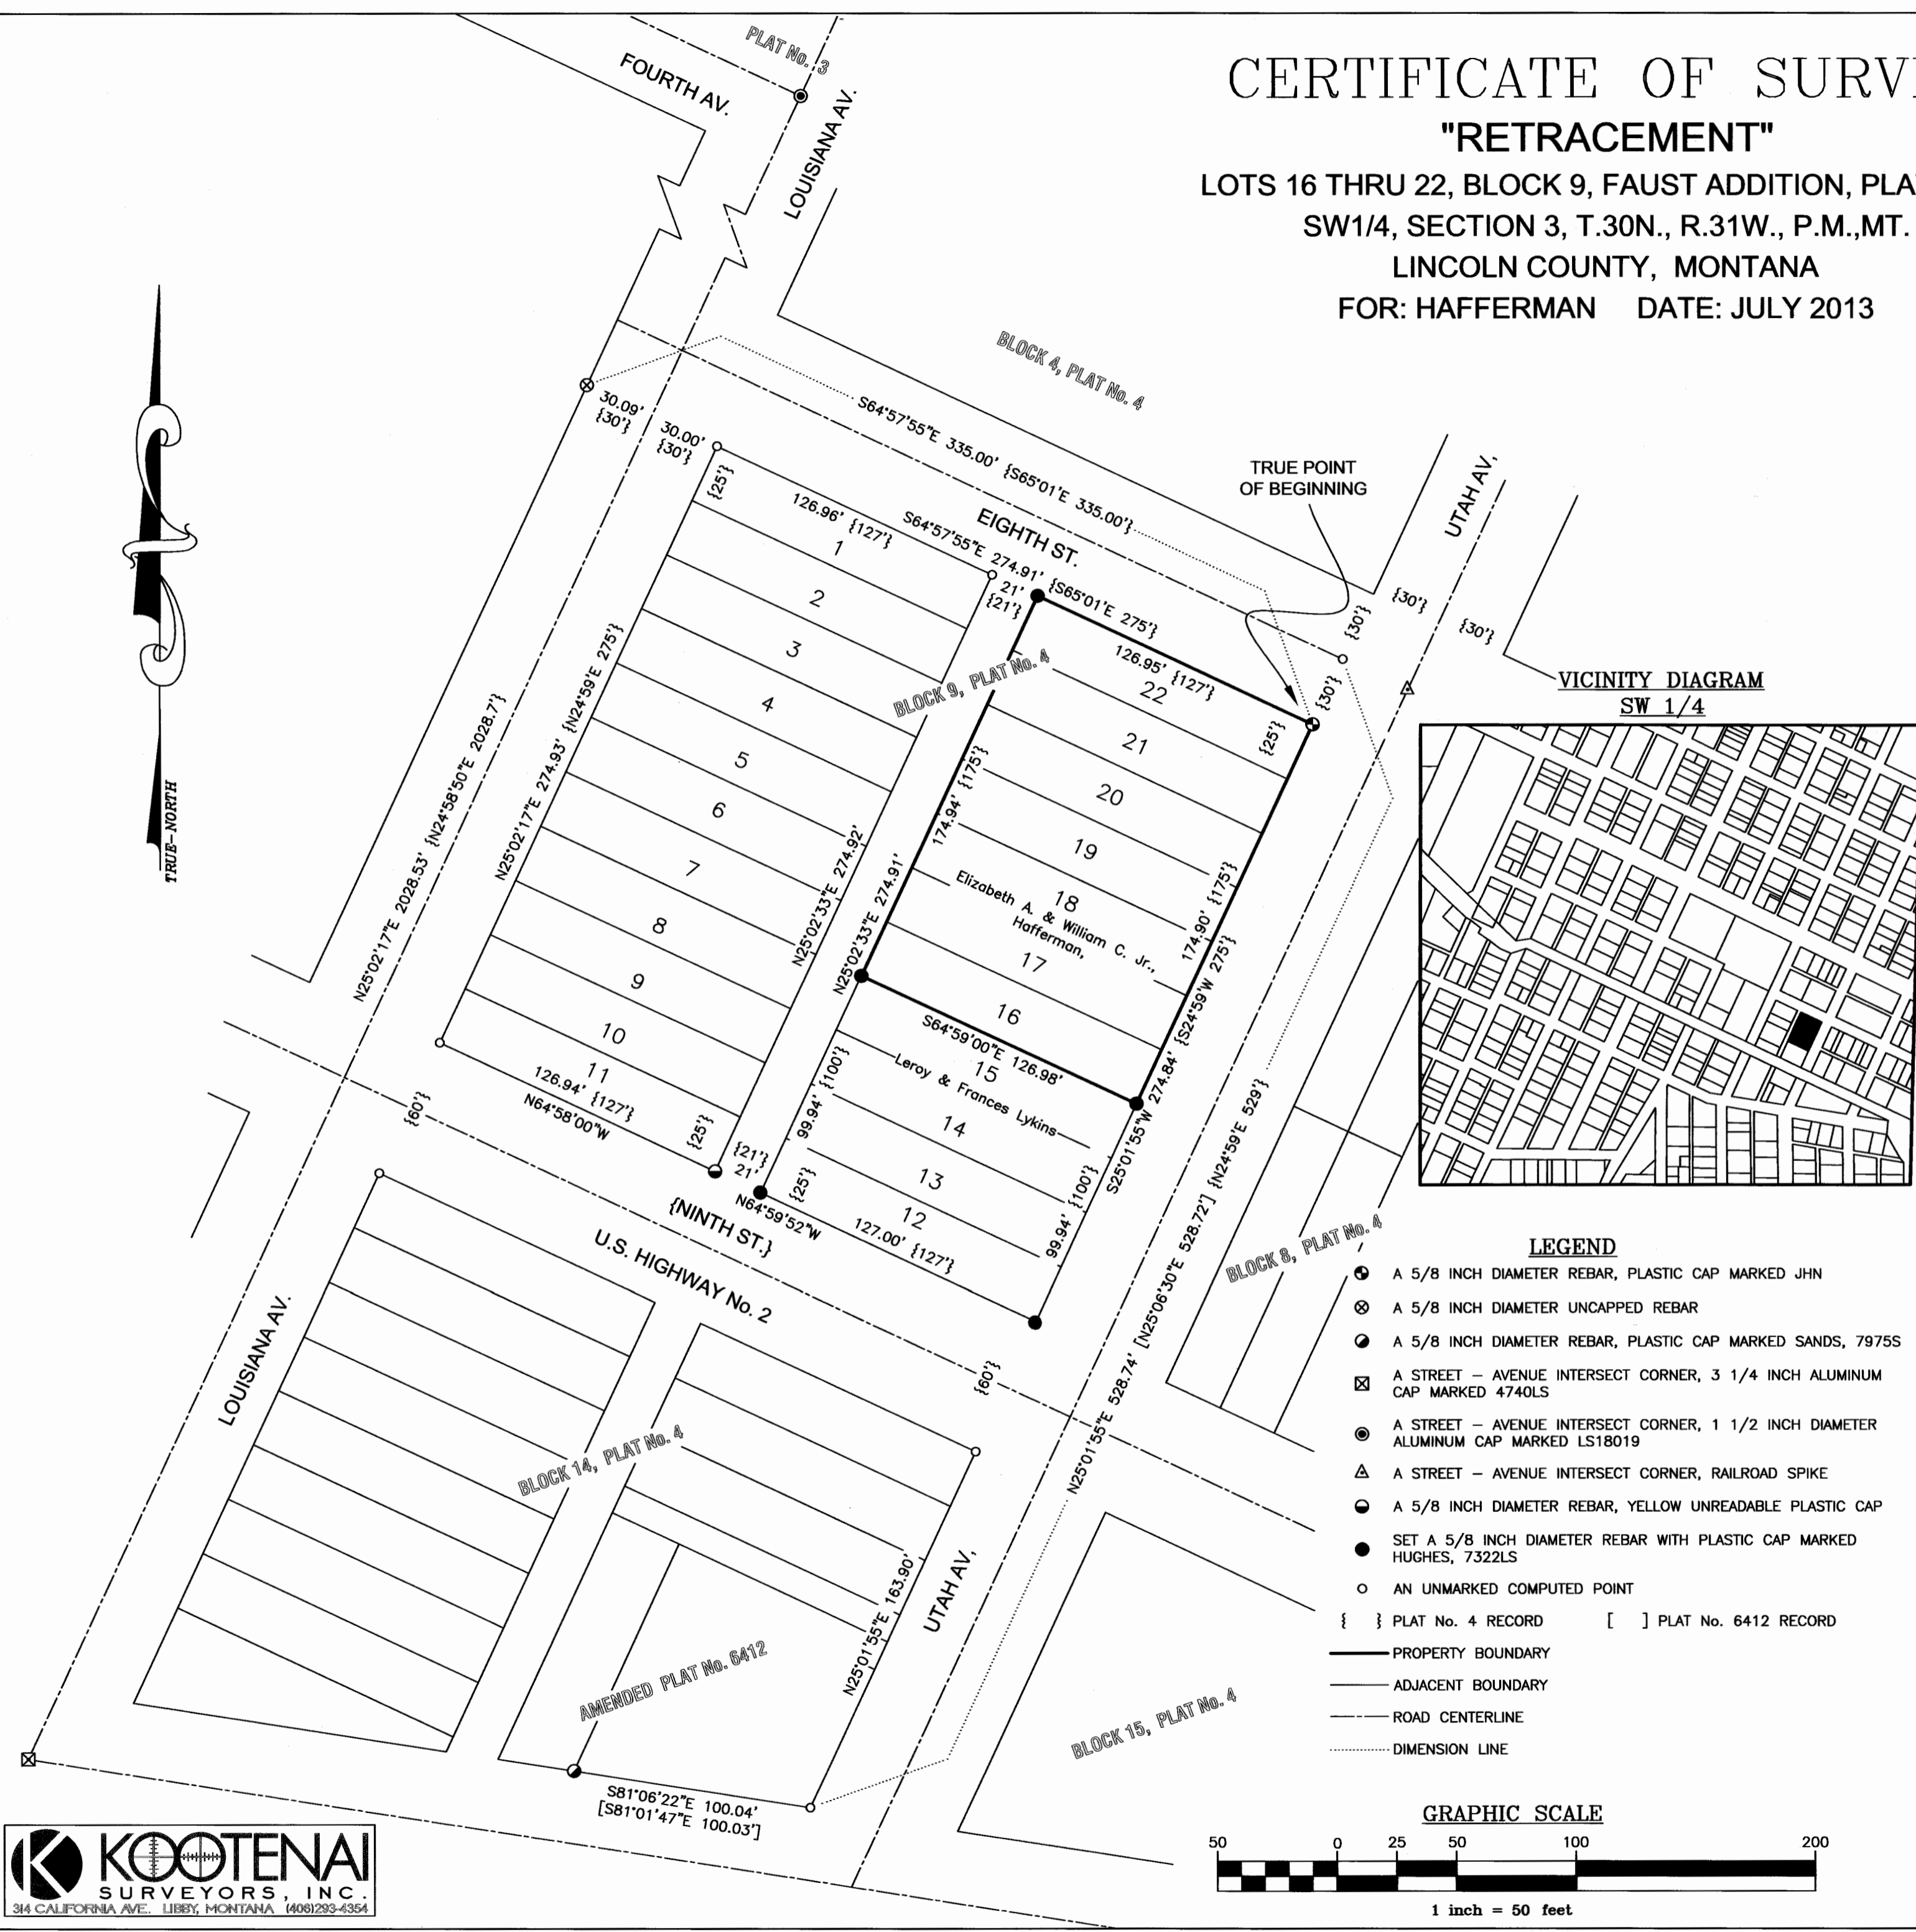 CERTIFICATE OF SURV
"RETRACEMENT"
LOTS 16 THRU 22, BLOCK 9, FAUST ADDITION, PLA
SW1/4, SECTION 3, T.30N., R.31W., P.M.,MT.
LINCOLN COUNTY, MONTANA
FOR: HAFFERMAN DATE: JULY 2013
PLAT No. 3
FOURTH AV.
LOUISIANA AV.
BLOCK 4, PLAT No. 4
30.09'
{30'}
30.00'
{30'}
S64°57'55"E 335.00' {S65°01'E 335.00'}
TRUE POINT
OF BEGINNING
UTAH AV,
EIGHTH ST.
{25'}
126.96' {127'}
S64°57'55"E 274.91' {S65°01'E 275'}
21'
{21'}
{30'}
{30'}
{30'}
{30'}
126.95' {127'}
{25'}
1
2
3
4
5
6
7
8
9
10
11
22
21
20
19
18
17
16
15
14
13
12
BLOCK 9, PLAT No. 4
TRUE-NORTH
N25°02'17"E 2028.53' {N24°58'50"E 2028.7'}
N25°02'17"E 274.93' {N24°59'E 275'}
N25°02'33"E 274.92'
N25°02'33"E 274.91'
174.94' {175'}
174.90' {175'}
Elizabeth A. & William C. Jr.,
Hafferman,
S64°59'00"E 126.98'
Leroy & Frances Lykins
S25°01'55"W 274.84' {S24°59'W 275'}
99.94' {100'}
99.94' {100'}
126.94' {127'}
N64°58'00"W
{25'}
{21'}
21'
{25'}
N64°59'52"W
127.00' {127'}
{60'}
{NINTH ST.}
U.S. HIGHWAY No. 2
{60'}
N25°01'55"E 528.74' [N25°06'30"E 528.72'] {N24°59'E 529'}
BLOCK 8, PLAT No. 4
LOUISIANA AV.
BLOCK 14, PLAT No. 4
N25°01'55"E 163.90'
UTAH AV,
AMENDED PLAT No. 6412
BLOCK 15, PLAT No. 4
S81°06'22"E 100.04'
[S81°01'47"E 100.03']
VICINITY DIAGRAM
SW 1/4
LEGEND
A 5/8 INCH DIAMETER REBAR, PLASTIC CAP MARKED JHN
A 5/8 INCH DIAMETER UNCAPPED REBAR
A 5/8 INCH DIAMETER REBAR, PLASTIC CAP MARKED SANDS, 7975S
A STREET – AVENUE INTERSECT CORNER, 3 1/4 INCH ALUMINUM
CAP MARKED 4740LS
A STREET – AVENUE INTERSECT CORNER, 1 1/2 INCH DIAMETER
ALUMINUM CAP MARKED LS18019
A STREET – AVENUE INTERSECT CORNER, RAILROAD SPIKE
A 5/8 INCH DIAMETER REBAR, YELLOW UNREADABLE PLASTIC CAP
SET A 5/8 INCH DIAMETER REBAR WITH PLASTIC CAP MARKED
HUGHES, 7322LS
AN UNMARKED COMPUTED POINT
{ } PLAT No. 4 RECORD [ ] PLAT No. 6412 RECORD
PROPERTY BOUNDARY
ADJACENT BOUNDARY
ROAD CENTERLINE
DIMENSION LINE
GRAPHIC SCALE
50 0 25 50 100 200
1 inch = 50 feet
K KOOTENAI
SURVEYORS, INC.
314 CALIFORNIA AVE. LIBBY, MONTANA (406)293-4354